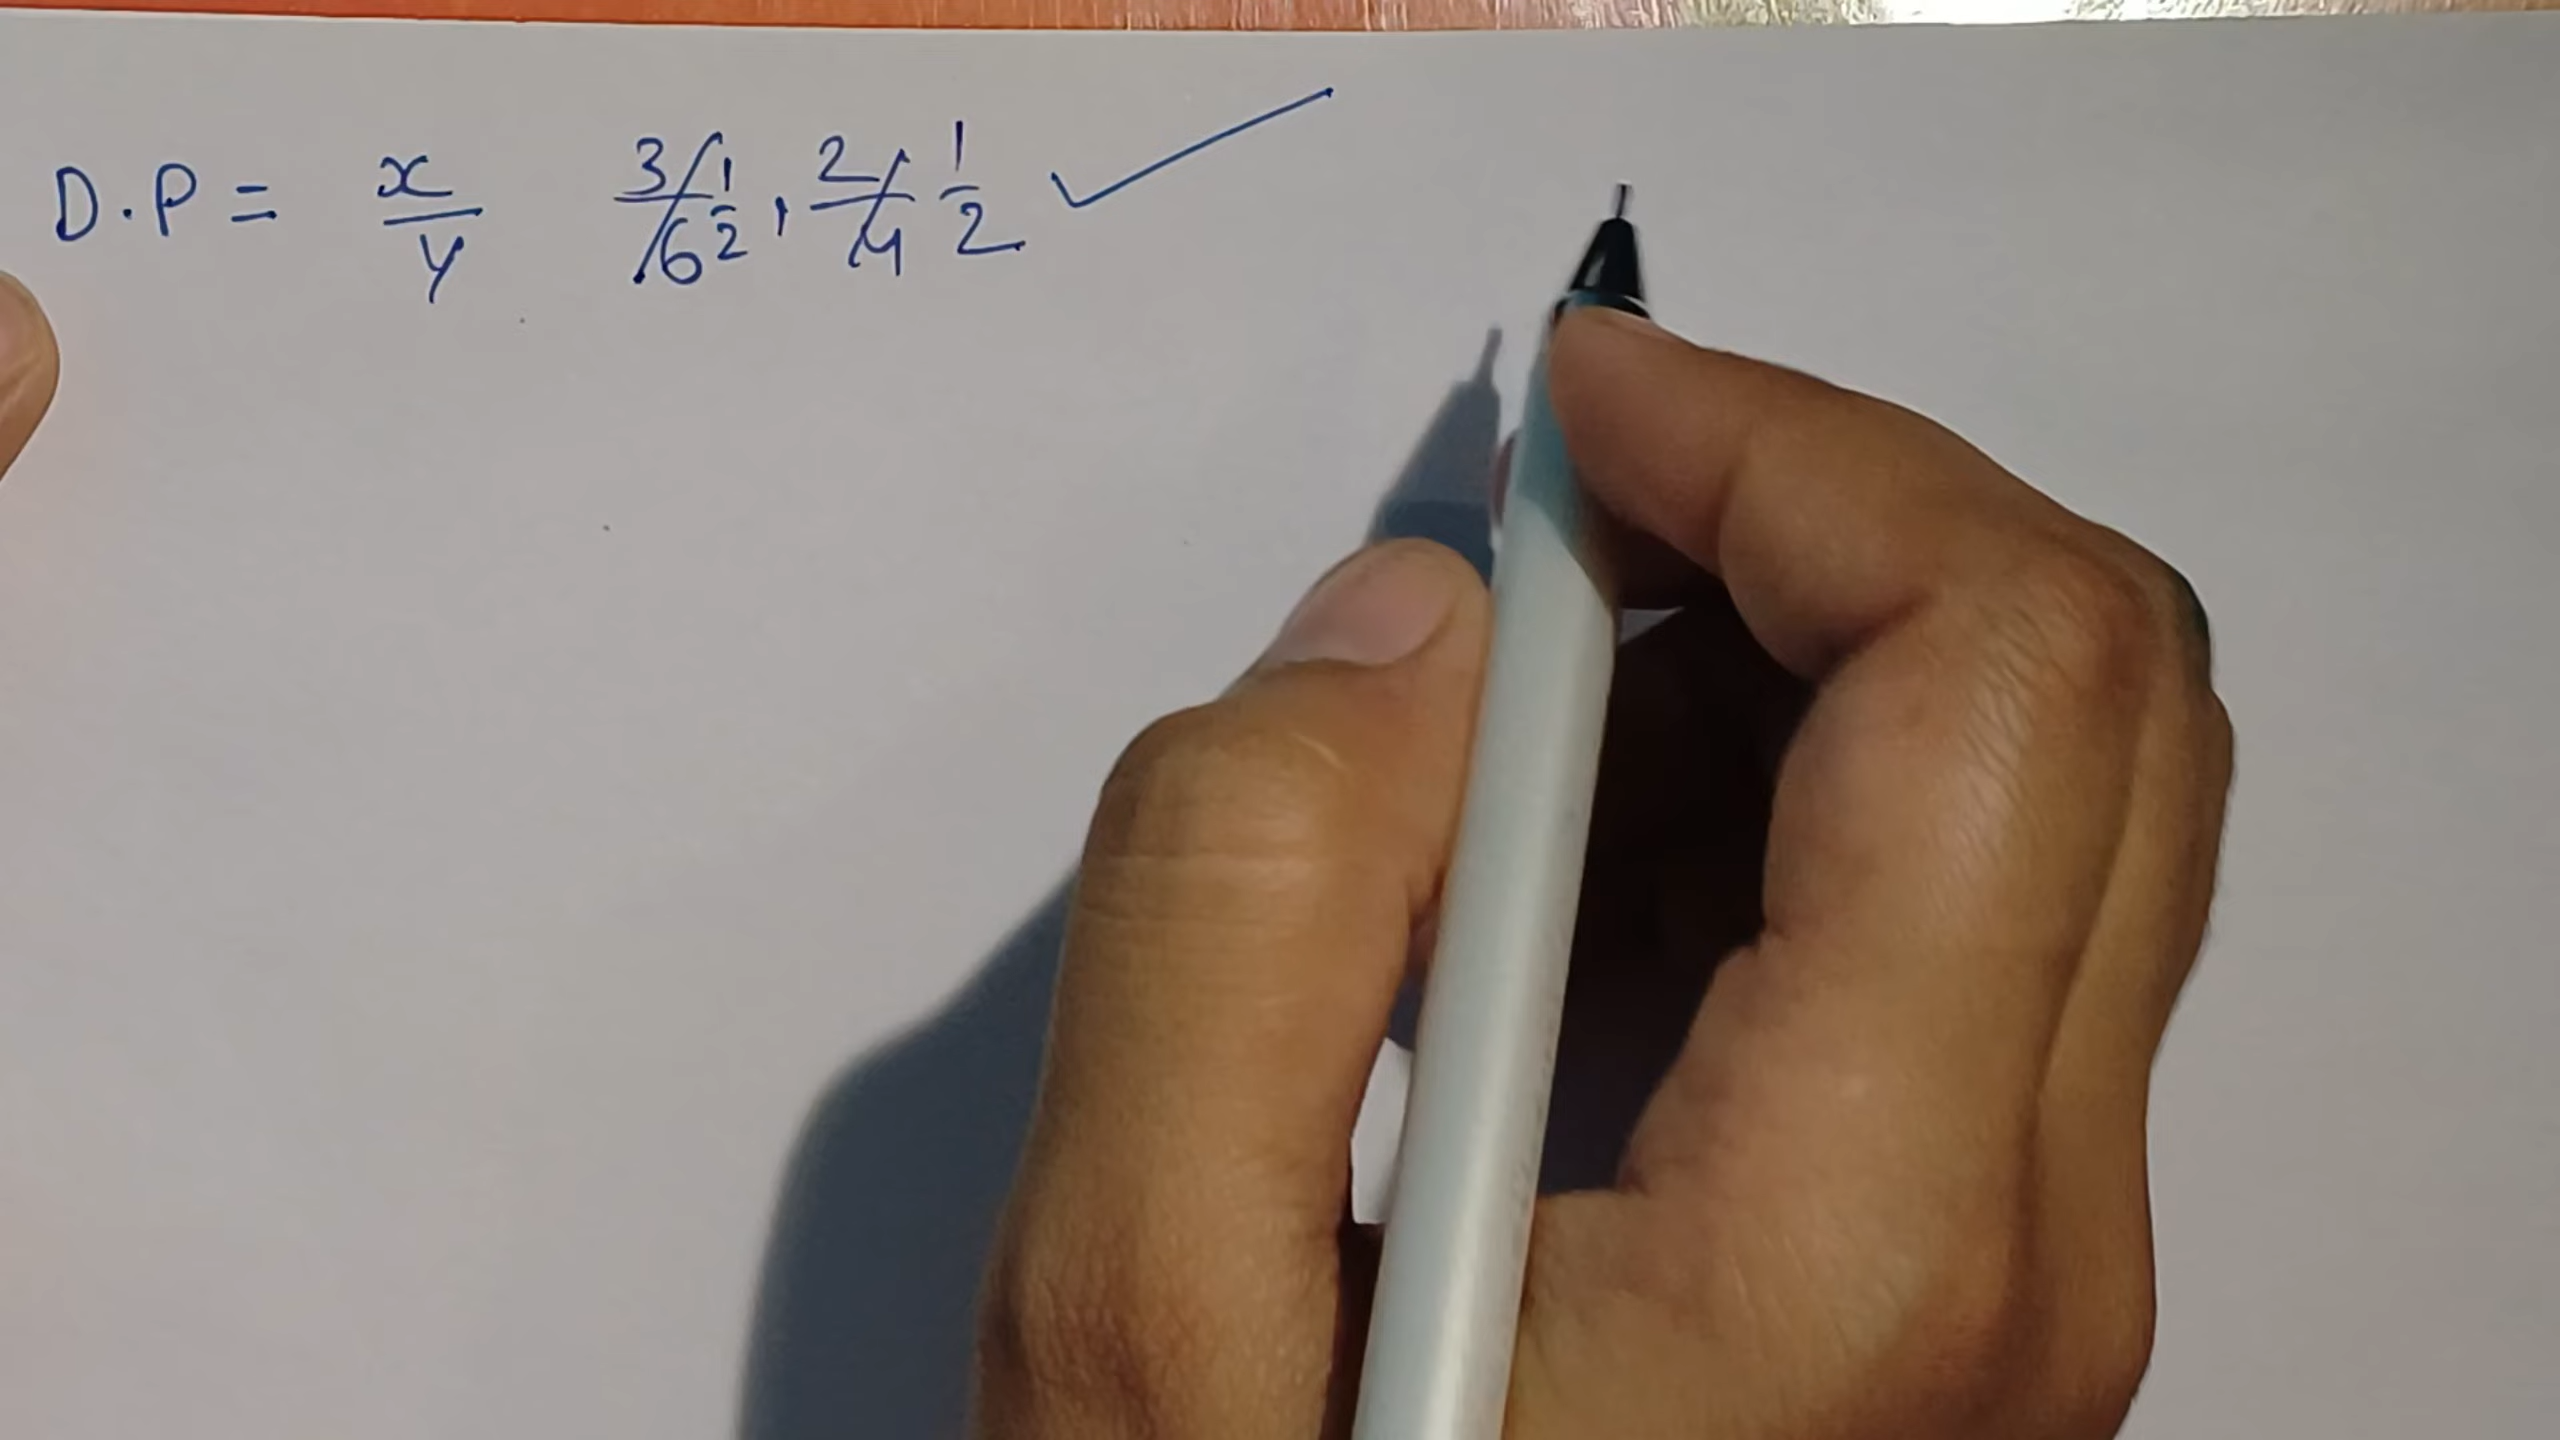 D.P = x/y 3/6 1/2, 2/4 1/2 ✓